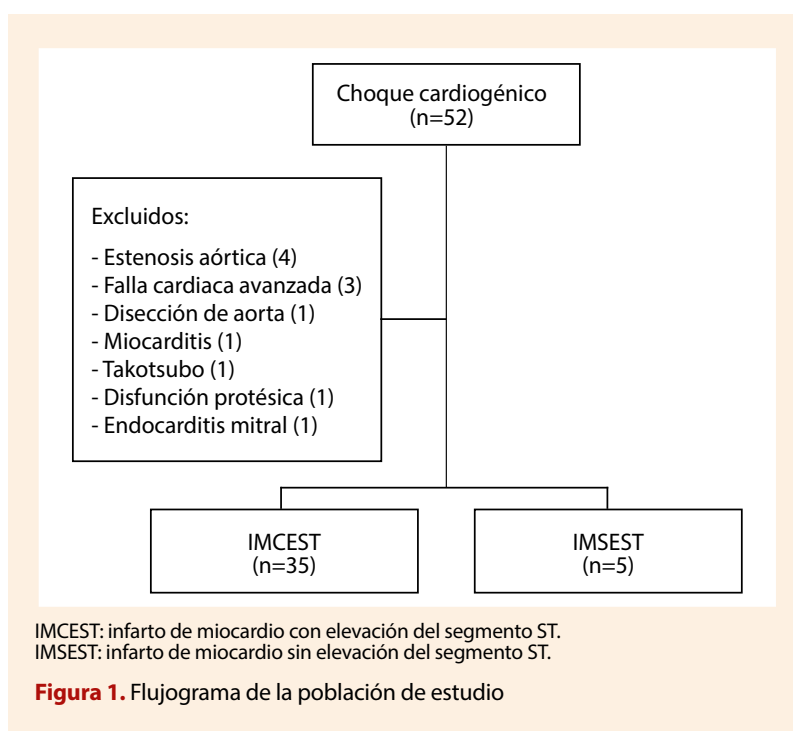 Choque cardiogénico
(n=52)
Excluidos:
- Estenosis aórtica (4)
- Falla cardiaca avanzada (3)
- Disección de aorta (1)
- Miocarditis (1)
- Takotsubo (1)
- Disfunción protésica (1)
- Endocarditis mitral (1)
IMCEST
(n=35)
IMSEST
(n=5)
IMCEST: infarto de miocardio con elevación del segmento ST.
IMSEST: infarto de miocardio sin elevación del segmento ST.
Figura 1. Flujograma de la población de estudio